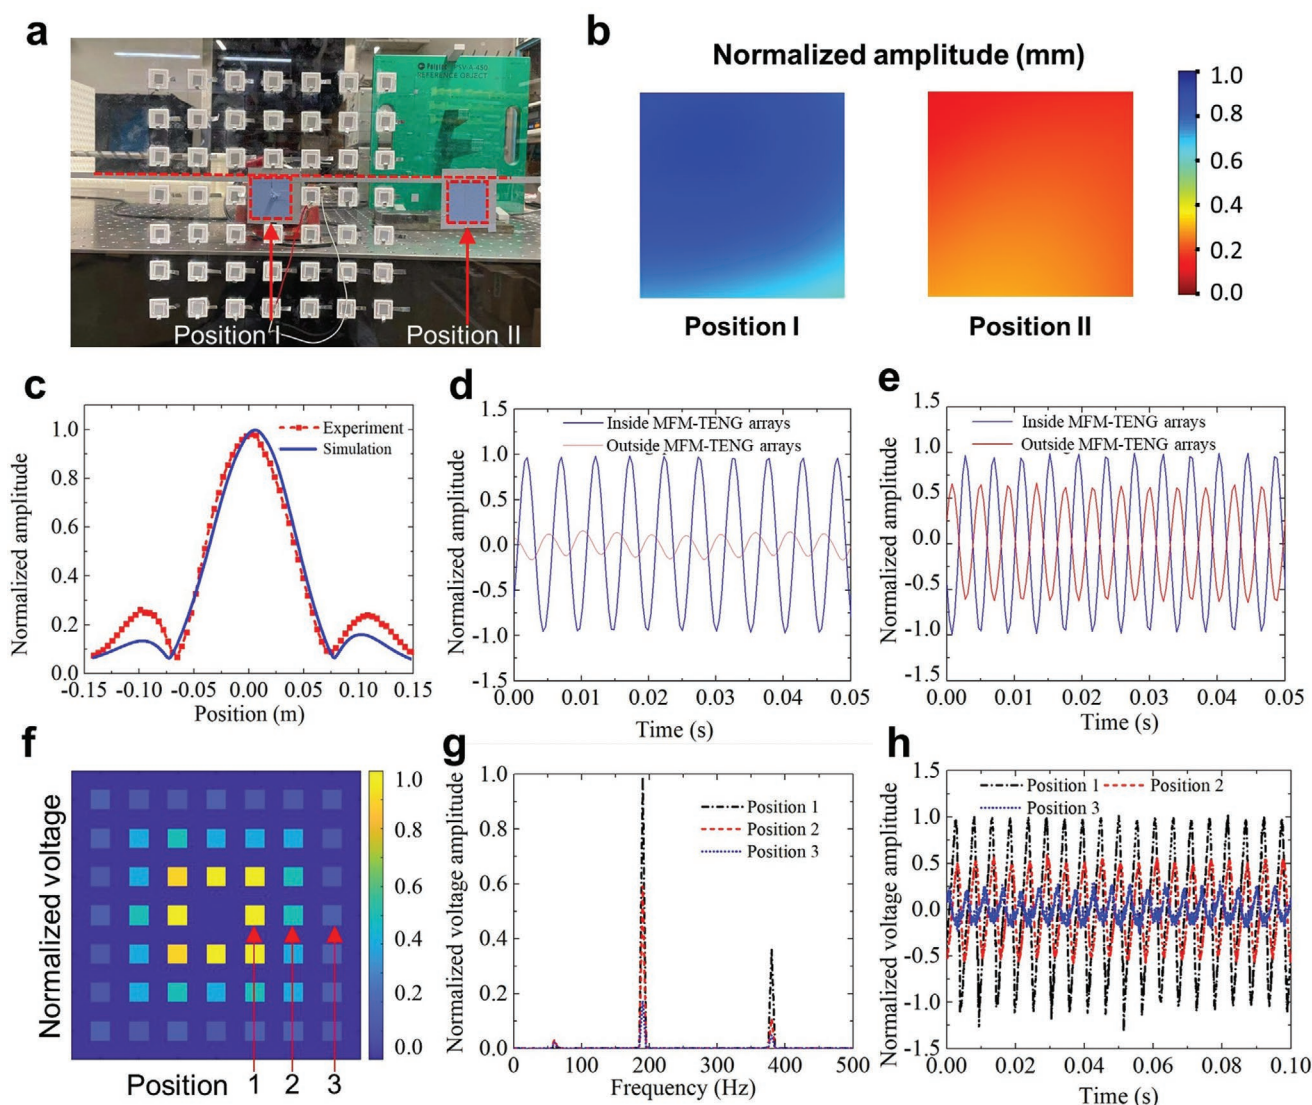 a
Polytec PSV-A-450
REFERENCE OBJECT
Position I
Position II
b
Normalized amplitude (mm)
1.0
0.8
0.6
0.4
0.2
0.0
Position I
Position II
c
Normalized amplitude
1.0
0.8
0.6
0.4
0.2
0.0
Experiment
Simulation
-0.15 -0.10 -0.05 0.00 0.05 0.10 0.15
Position (m)
d
Normalized amplitude
1.5
1.0
0.5
0.0
-0.5
-1.0
-1.5
Inside MFM-TENG arrays
Outside MFM-TENG arrays
0.00 0.01 0.02 0.03 0.04 0.05
Time (s)
e
Normalized amplitude
1.5
1.0
0.5
0.0
-0.5
-1.0
-1.5
Inside MFM-TENG arrays
Outside MFM-TENG arrays
0.00 0.01 0.02 0.03 0.04 0.05
Time (s)
f
Normalized voltage
1.0
0.8
0.6
0.4
0.2
0.0
Position 1 2 3
g
Normalized voltage amplitude
1.0
0.8
0.6
0.4
0.2
0.0
Position 1
Position 2
Position 3
0 100 200 300 400 500
Frequency (Hz)
h
Normalized voltage amplitude
1.5
1.0
0.5
0.0
-0.5
-1.0
-1.5
Position 1 Position 2
Position 3
0.00 0.02 0.04 0.06 0.08 0.10
Time (s)